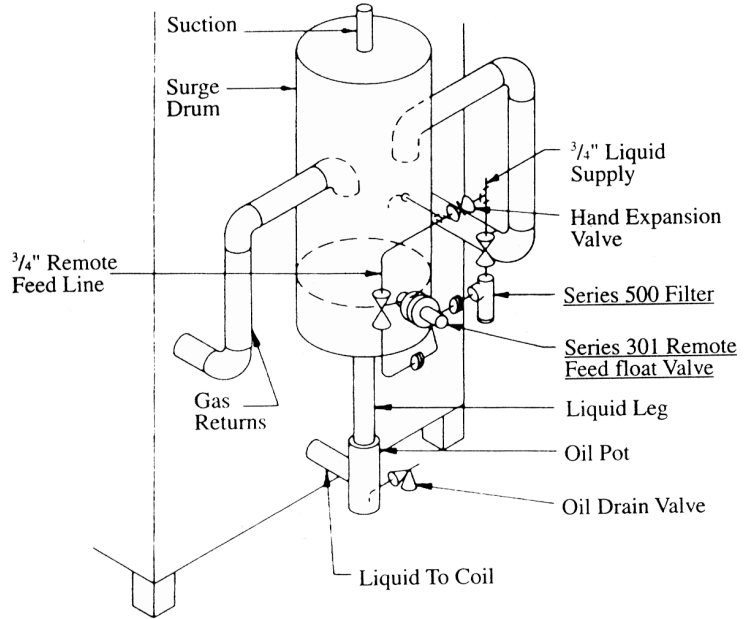 Suction
Surge
Drum
3/4" Liquid
Supply
Hand Expansion
Valve
3/4" Remote
Feed Line
Series 500 Filter
Series 301 Remote
Feed float Valve
Gas
Returns
Liquid Leg
Oil Pot
Oil Drain Valve
Liquid To Coil